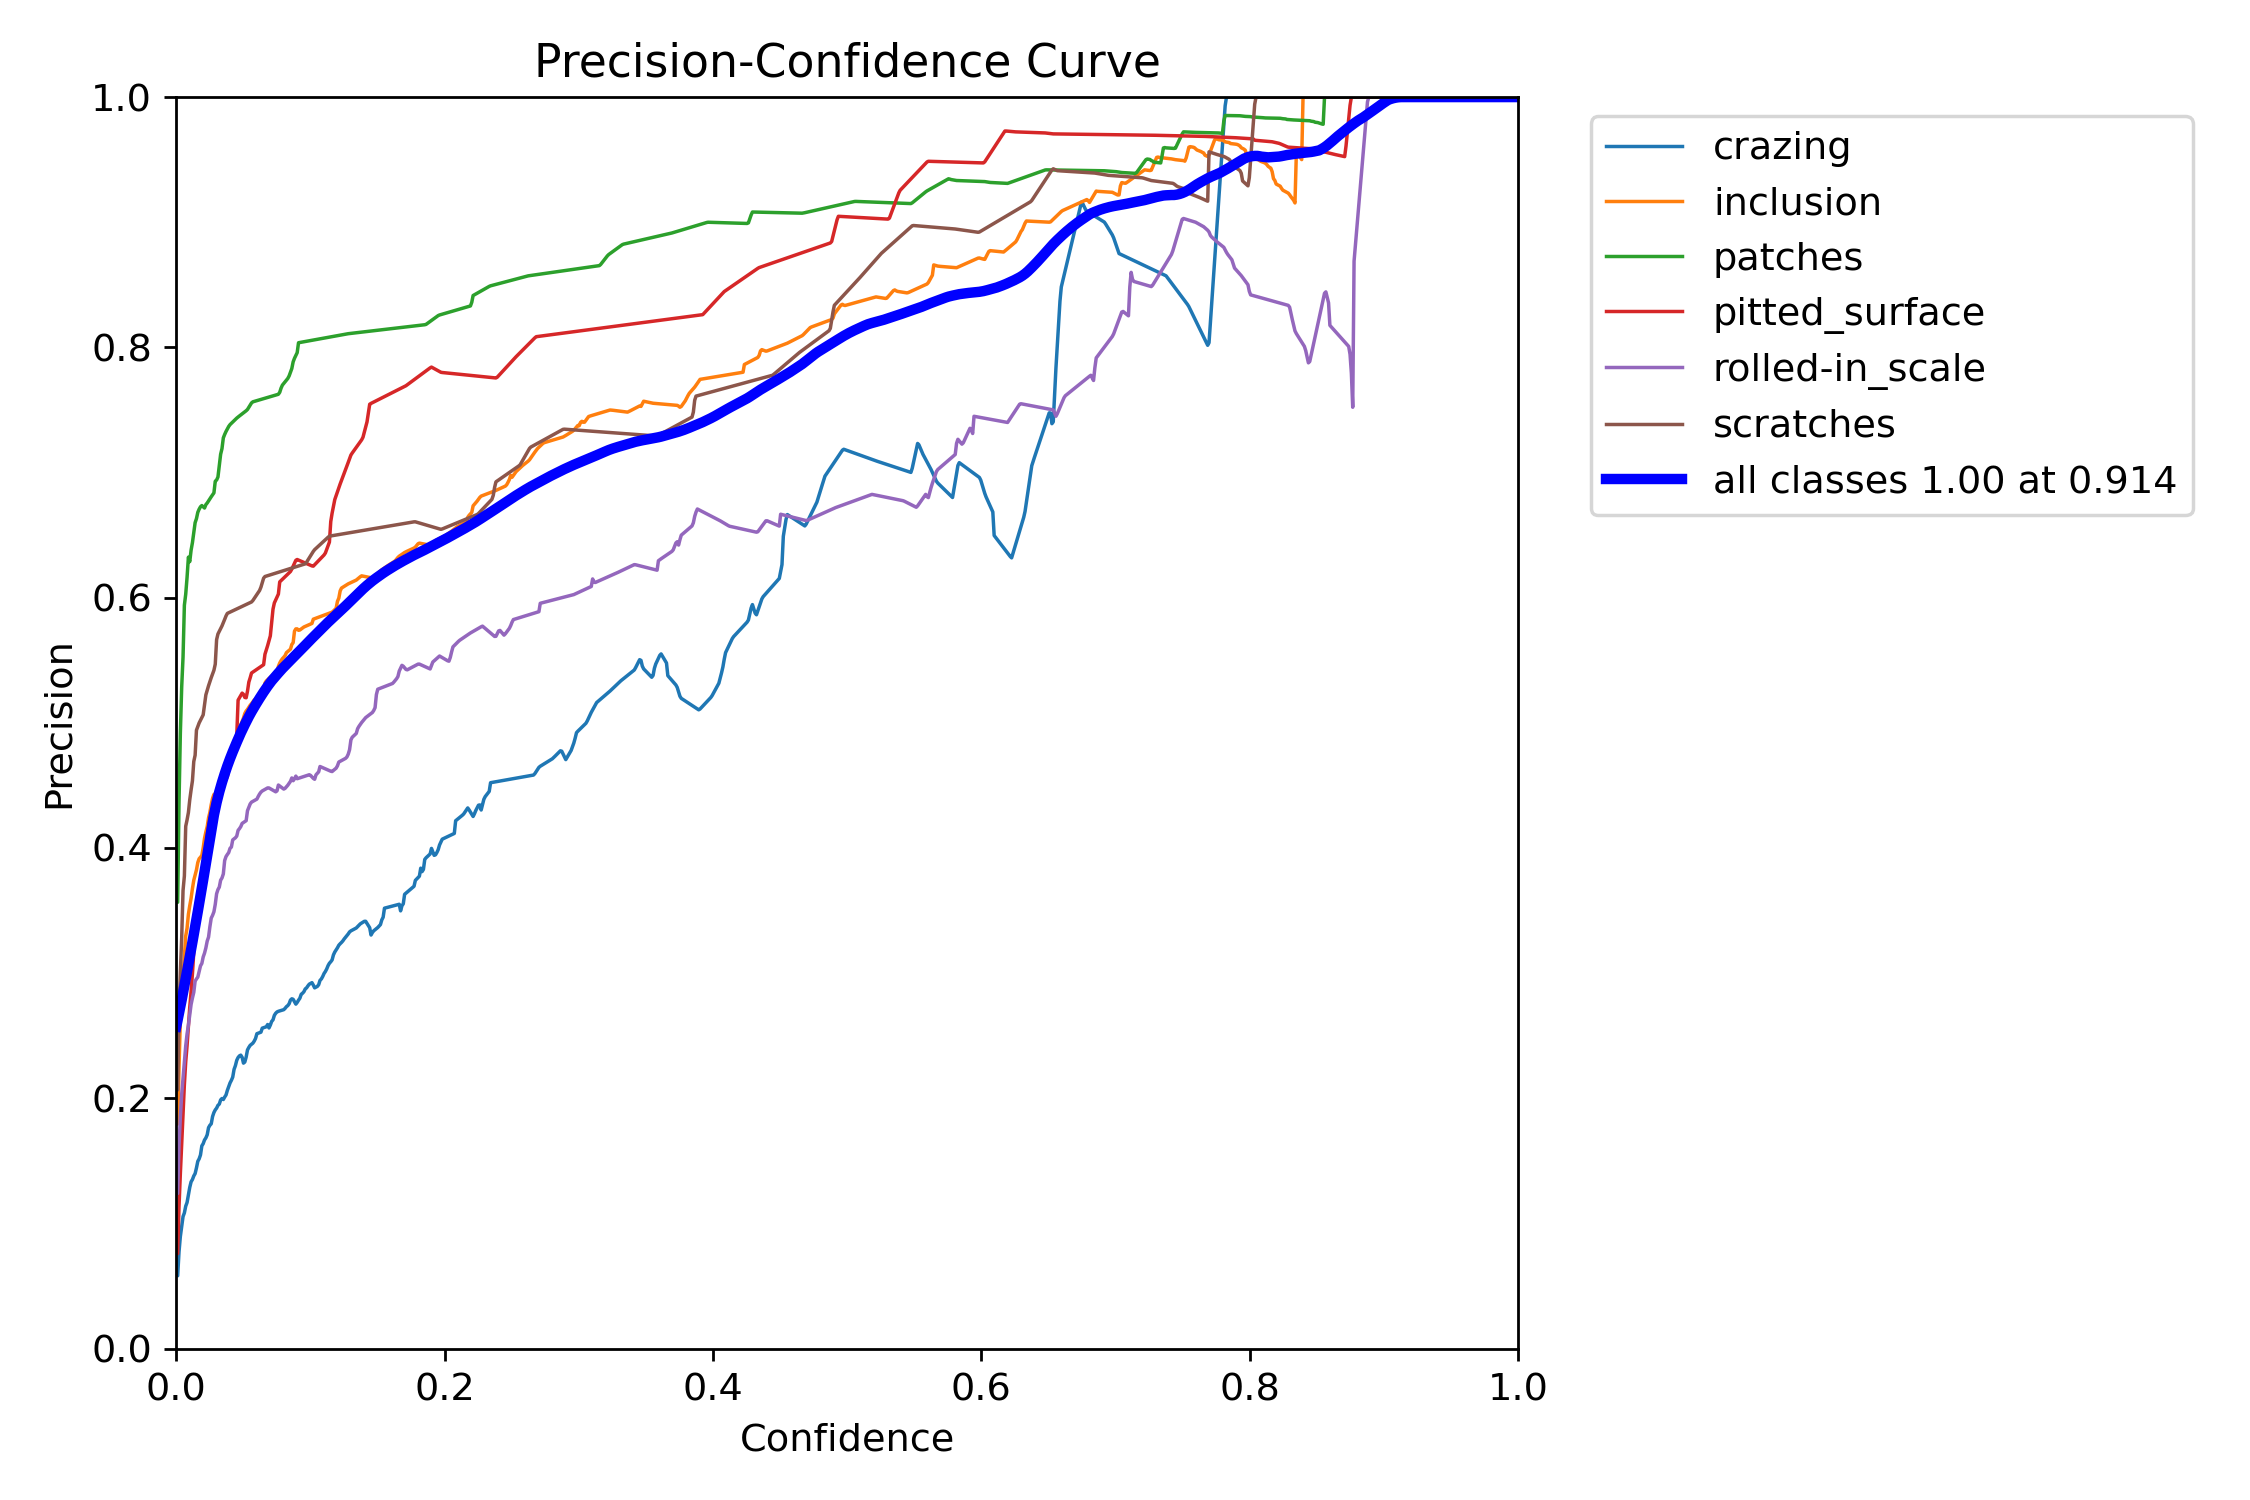 Precision-Confidence Curve
1.0
0.8
0.6
0.4
0.2
0.0
Precision
0.0 0.2 0.4 0.6 0.8 1.0
Confidence
crazing
inclusion
patches
pitted_surface
rolled-in_scale
scratches
all classes 1.00 at 0.914